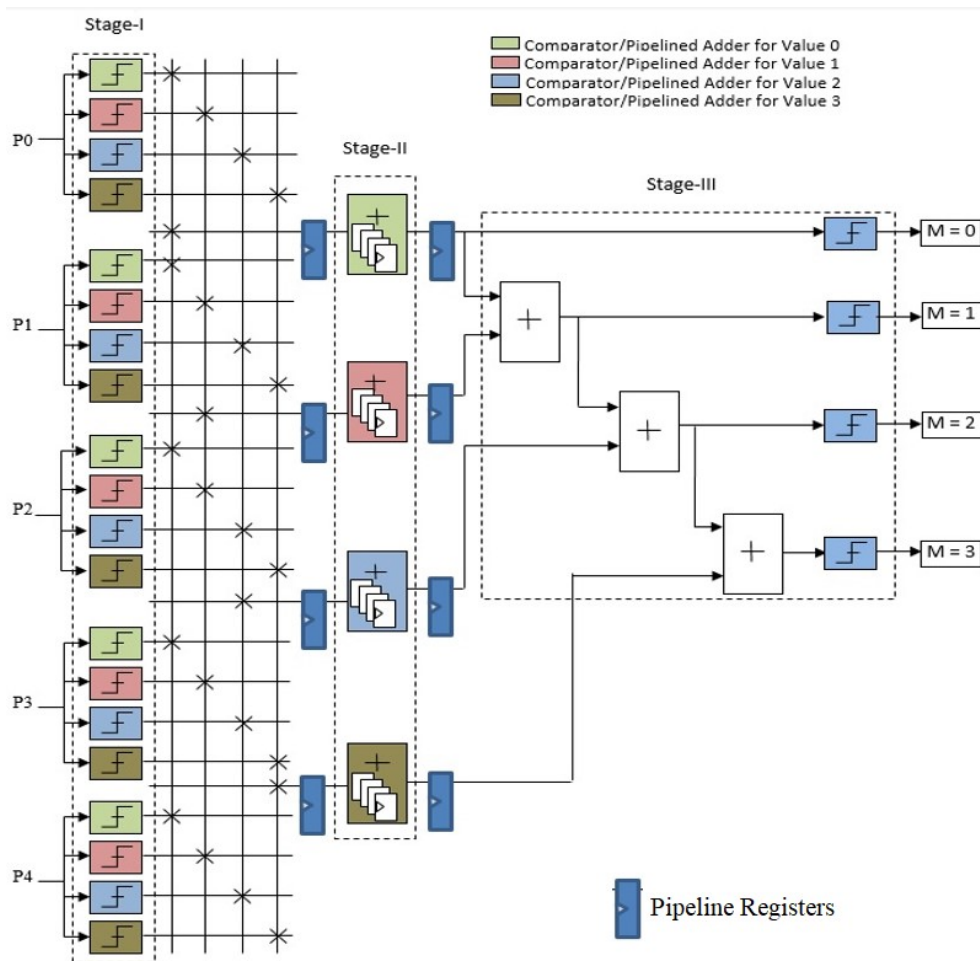 Stage-I
Comparator/Pipelined Adder for Value 0
Comparator/Pipelined Adder for Value 1
Comparator/Pipelined Adder for Value 2
Comparator/Pipelined Adder for Value 3
P0
Stage-II
Stage-III
M = 0
P1
M = 1
M = 2
P2
M = 3
P3
P4
Pipeline Registers